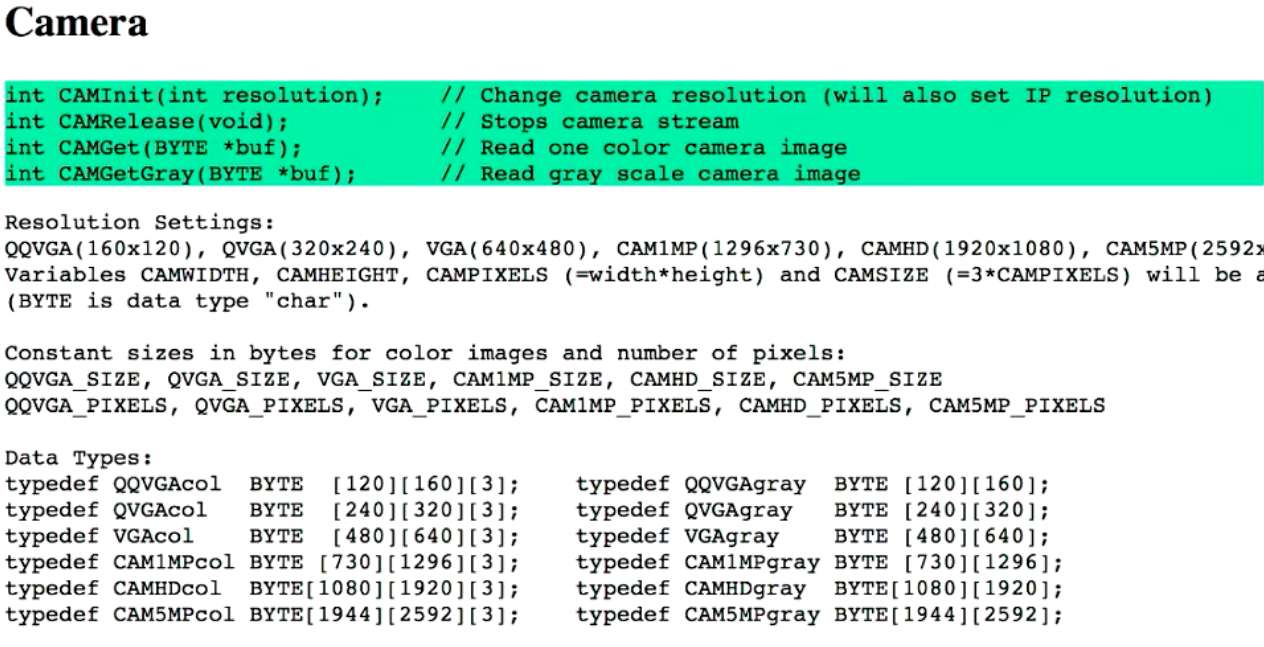 Camera
int CAMInit(int resolution);    // Change camera resolution (will also set IP resolution)
int CAMRelease(void);           // Stops camera stream
int CAMGet(BYTE *buf);          // Read one color camera image
int CAMGetGray(BYTE *buf);      // Read gray scale camera image
Resolution Settings:
QQVGA(160x120), QVGA(320x240), VGA(640x480), CAM1MP(1296x730), CAMHD(1920x1080), CAM5MP(2592x
Variables CAMWIDTH, CAMHEIGHT, CAMPIXELS (=width*height) and CAMSIZE (=3*CAMPIXELS) will be
(BYTE is data type "char").
Constant sizes in bytes for color images and number of pixels:
QQVGA_SIZE, QVGA_SIZE, VGA_SIZE, CAM1MP_SIZE, CAMHD_SIZE, CAM5MP_SIZE
QQVGA_PIXELS, QVGA_PIXELS, VGA_PIXELS, CAM1MP_PIXELS, CAMHD_PIXELS, CAM5MP_PIXELS
Data Types:
typedef QQVGAcol  BYTE  [120][160][3];    typedef QQVGAgray  BYTE [120][160];
typedef QVGAcol   BYTE  [240][320][3];    typedef QVGAgray   BYTE [240][320];
typedef VGAcol    BYTE  [480][640][3];    typedef VGAgray    BYTE [480][640];
typedef CAM1MPcol BYTE [730][1296][3];    typedef CAM1MPgray BYTE [730][1296];
typedef CAMHDcol  BYTE[1080][1920][3];    typedef CAMHDgray  BYTE[1080][1920];
typedef CAM5MPcol BYTE[1944][2592][3];    typedef CAM5MPgray BYTE[1944][2592];